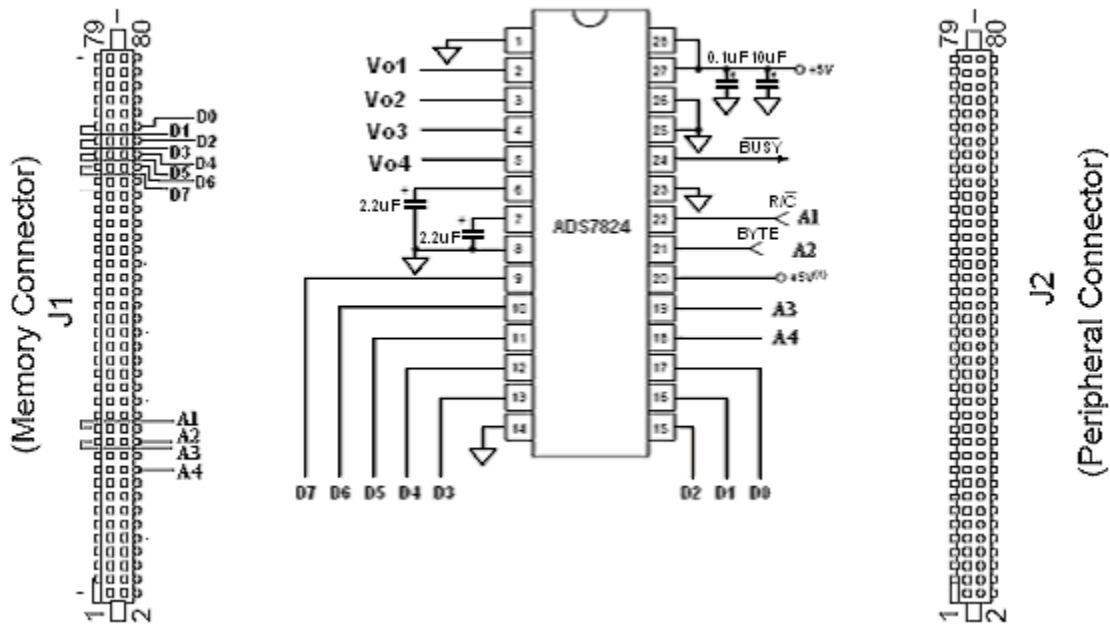 79
80
D0
D1
D2
D3
D4
D5
D6
D7
(Memory Connector)
J1
A1
A2
A3
A4
1
2
Vo1
Vo2
Vo3
Vo4
2.2uF
2.2uF
1
2
3
4
5
6
7
8
9
10
11
12
13
14
ADS7824
28
27
26
25
24
23
22
21
20
19
18
17
16
15
0.1uF 10uF
+5V
BUSY
R/C
A1
BYTE
A2
+5V(1)
A3
A4
D7 D6 D5 D4 D3
D2 D1 D0
79
80
J2
(Peripheral Connector)
1
2